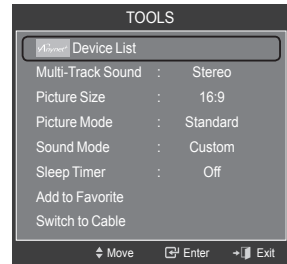 TOOLS
Anynet+ Device List
Multi-Track Sound : Stereo
Picture Size : 16:9
Picture Mode : Standard
Sound Mode : Custom
Sleep Timer : Off
Add to Favorite
Switch to Cable
Move Enter Exit